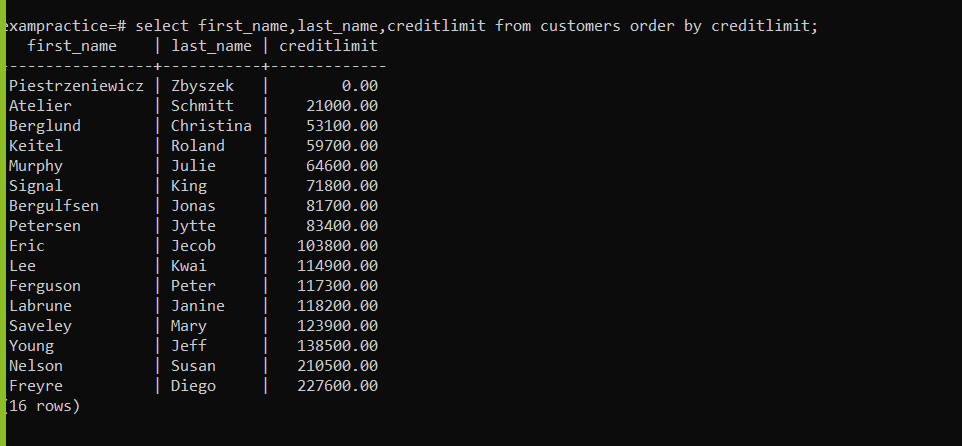 exampractice=# select first_name,last_name,creditlimit from customers order by creditlimit;
first_name | last_name | creditlimit
-----------------+-----------+-------------
Piestrzeniewicz | Zbyszek | 0.00
Atelier | Schmitt | 21000.00
Berglund | Christina | 53100.00
Keitel | Roland | 59700.00
Murphy | Julie | 64600.00
Signal | King | 71800.00
Bergulfsen | Jonas | 81700.00
Petersen | Jytte | 83400.00
Eric | Jecob | 103800.00
Lee | Kwai | 114900.00
Ferguson | Peter | 117300.00
Labrune | Janine | 118200.00
Saveley | Mary | 123900.00
Young | Jeff | 138500.00
Nelson | Susan | 210500.00
Freyre | Diego | 227600.00
(16 rows)